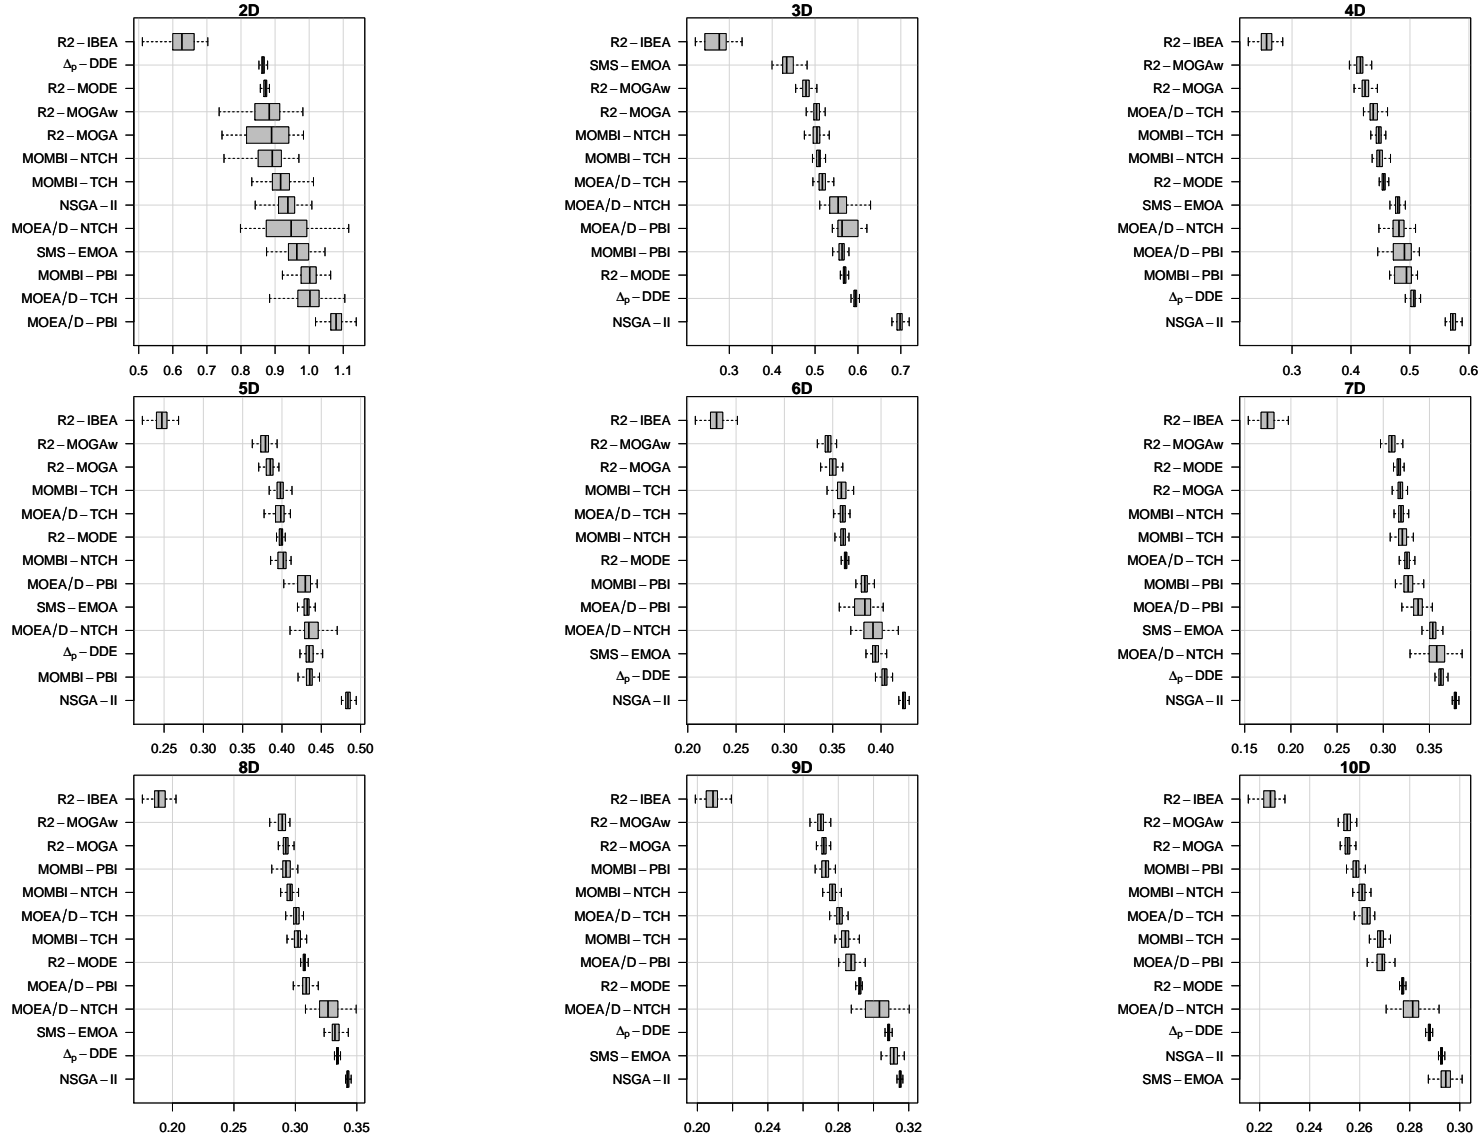 2D
R2−IBEA
Δp−DDE
R2−MODE
R2−MOGAw
R2−MOGA
MOMBI−NTCH
MOMBI−TCH
NSGA−II
MOEA/D−NTCH
SMS−EMOA
MOMBI−PBI
MOEA/D−TCH
MOEA/D−PBI
0.5 0.6 0.7 0.8 0.9 1.0 1.1
3D
R2−IBEA
SMS−EMOA
R2−MOGAw
R2−MOGA
MOMBI−NTCH
MOMBI−TCH
MOEA/D−TCH
MOEA/D−NTCH
MOEA/D−PBI
MOMBI−PBI
R2−MODE
Δp−DDE
NSGA−II
0.3 0.4 0.5 0.6 0.7
4D
R2−IBEA
R2−MOGAw
R2−MOGA
MOEA/D−TCH
MOMBI−TCH
MOMBI−NTCH
R2−MODE
SMS−EMOA
MOEA/D−NTCH
MOEA/D−PBI
MOMBI−PBI
Δp−DDE
NSGA−II
0.3 0.4 0.5 0.6
5D
R2−IBEA
R2−MOGAw
R2−MOGA
MOMBI−TCH
MOEA/D−TCH
R2−MODE
MOMBI−NTCH
MOEA/D−PBI
SMS−EMOA
MOEA/D−NTCH
Δp−DDE
MOMBI−PBI
NSGA−II
0.25 0.30 0.35 0.40 0.45 0.50
6D
R2−IBEA
R2−MOGAw
R2−MOGA
MOMBI−TCH
MOEA/D−TCH
MOMBI−NTCH
R2−MODE
MOMBI−PBI
MOEA/D−PBI
MOEA/D−NTCH
SMS−EMOA
Δp−DDE
NSGA−II
0.20 0.25 0.30 0.35 0.40
7D
R2−IBEA
R2−MOGAw
R2−MODE
R2−MOGA
MOMBI−NTCH
MOMBI−TCH
MOEA/D−TCH
MOMBI−PBI
MOEA/D−PBI
SMS−EMOA
MOEA/D−NTCH
Δp−DDE
NSGA−II
0.15 0.20 0.25 0.30 0.35
8D
R2−IBEA
R2−MOGAw
R2−MOGA
MOMBI−PBI
MOMBI−NTCH
MOEA/D−TCH
MOMBI−TCH
R2−MODE
MOEA/D−PBI
MOEA/D−NTCH
SMS−EMOA
Δp−DDE
NSGA−II
0.20 0.25 0.30 0.35
9D
R2−IBEA
R2−MOGAw
R2−MOGA
MOMBI−PBI
MOMBI−NTCH
MOEA/D−TCH
MOMBI−TCH
MOEA/D−PBI
R2−MODE
MOEA/D−NTCH
Δp−DDE
SMS−EMOA
NSGA−II
0.20 0.24 0.28 0.32
10D
R2−IBEA
R2−MOGAw
R2−MOGA
MOMBI−PBI
MOMBI−NTCH
MOEA/D−TCH
MOMBI−TCH
MOEA/D−PBI
R2−MODE
MOEA/D−NTCH
Δp−DDE
NSGA−II
SMS−EMOA
0.22 0.24 0.26 0.28 0.30